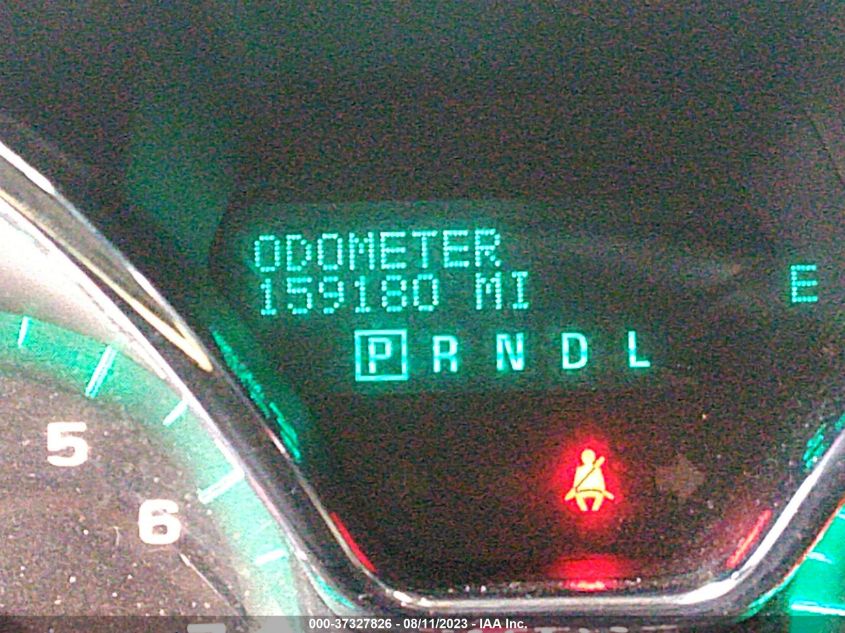 ODOMETER
159180 MI
E
P R N D L
5
6
000-37327826 - 08/11/2023 - IAA Inc.